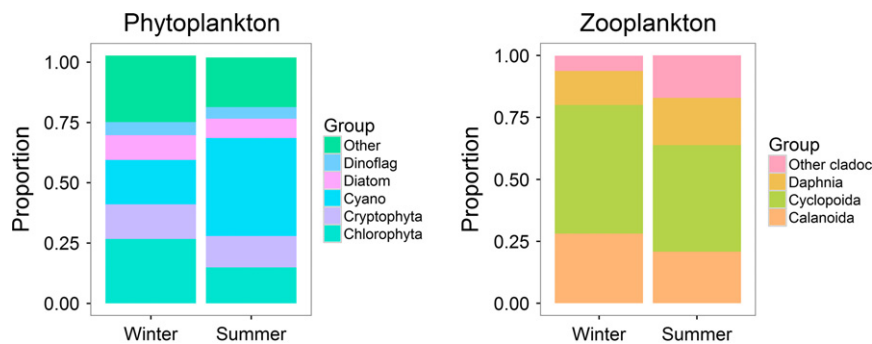 Phytoplankton
Proportion
1.00
0.75
0.50
0.25
0.00
Winter Summer
Group
Other
Dinoflag
Diatom
Cyano
Cryptophyta
Chlorophyta
Zooplankton
Proportion
1.00
0.75
0.50
0.25
0.00
Winter Summer
Group
Other cladoc
Daphnia
Cyclopoida
Calanoida